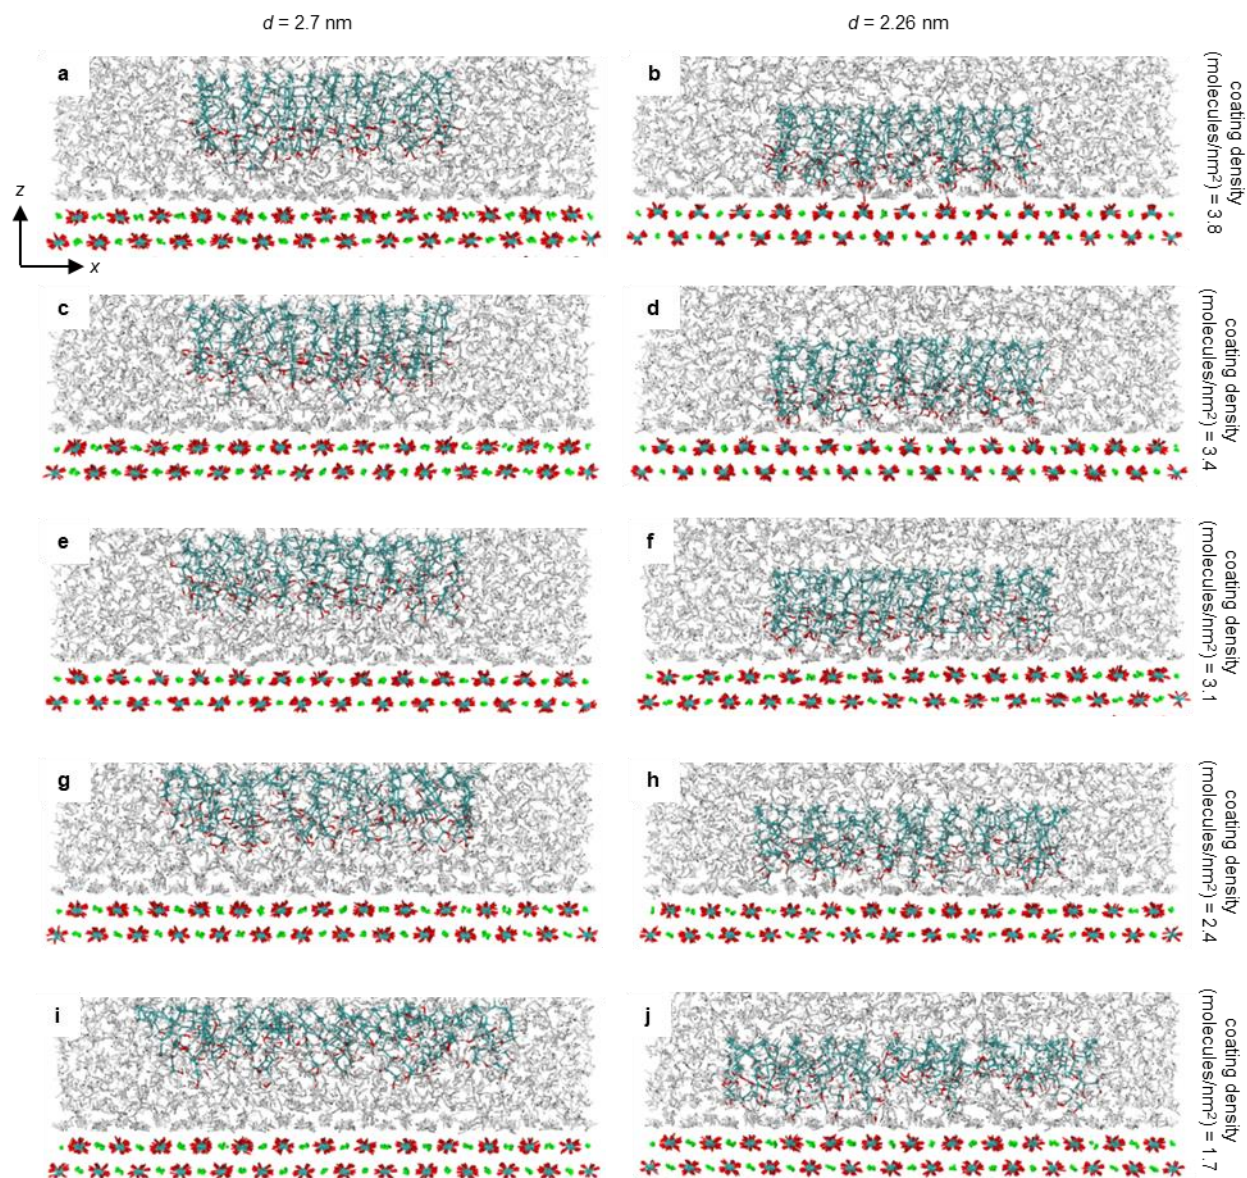 d = 2.7 nm
d = 2.26 nm
a
b
coating density
(molecules/nm²) = 3.8
z
x
c
d
coating density
(molecules/nm²) = 3.4
e
f
coating density
(molecules/nm²) = 3.1
g
h
coating density
(molecules/nm²) = 2.4
i
j
coating density
(molecules/nm²) = 1.7